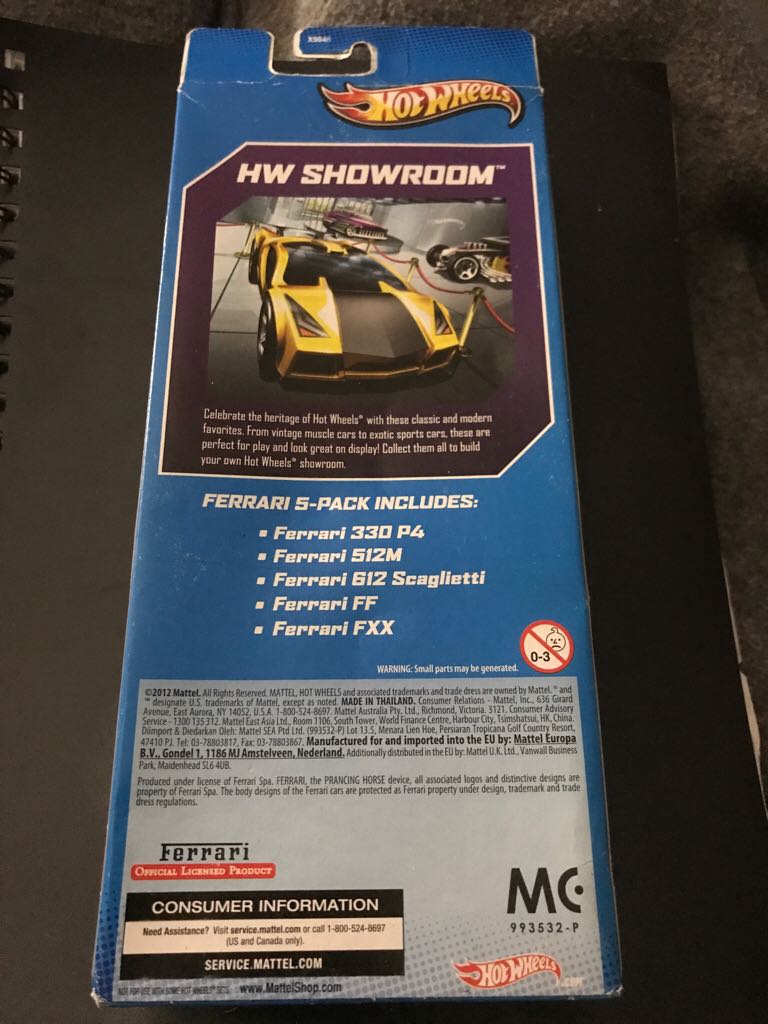 X9846
HOT WHEELS
HW SHOWROOM™
Celebrate the heritage of Hot Wheels® with these classic and modern
favorites. From vintage muscle cars to exotic sports cars, these are
perfect for play and look great on display! Collect them all to build
your own Hot Wheels® showroom.
FERRARI 5-PACK INCLUDES:
▪ Ferrari 330 P4
▪ Ferrari 512M
▪ Ferrari 612 Scaglietti
▪ Ferrari FF
▪ Ferrari FXX
0-3
WARNING: Small parts may be generated.
©2012 Mattel. All Rights Reserved. MATTEL, HOT WHEELS and associated trademarks and trade dress are owned by Mattel. ® and
™ designate U.S. trademarks of Mattel, except as noted. MADE IN THAILAND. Consumer Relations - Mattel, Inc., 636 Girard
Avenue, East Aurora, NY 14052, U.S.A. 1-800-524-8697. Mattel Australia Pty. Ltd., Richmond, Victoria. 3121. Consumer Advisory
Service - 1300 135 312. Mattel East Asia Ltd., Room 1106, South Tower, World Finance Centre, Harbour City, Tsimshatsui, HK, China.
Diimport & Diedarkan Oleh: Mattel SEA Ptd Ltd. (993532-P) Lot 13.5, Menara Lien Hoe, Persiaran Tropicana Golf Country Resort,
47410 PJ. Tel: 03-78803817, Fax: 03-78803867. Manufactured for and imported into the EU by: Mattel Europa
B.V., Gondel 1, 1186 MJ Amstelveen, Nederland. Additionally distributed in the EU by: Mattel U.K. Ltd., Vanwall Business
Park, Maidenhead SL6 4UB.
Produced under license of Ferrari Spa. FERRARI, the PRANCING HORSE device, all associated logos and distinctive designs are
property of Ferrari Spa. The body designs of the Ferrari cars are protected as Ferrari property under design, trademark and trade
dress regulations.
Ferrari
OFFICIAL LICENSED PRODUCT
MC
993532-P
CONSUMER INFORMATION
Need Assistance? Visit service.mattel.com or call 1-800-524-8697
(US and Canada only).
SERVICE.MATTEL.COM
HOT WHEELS .COM
NOT FOR USE WITH SOME HOT WHEELS® SETS. www.MattelShop.com